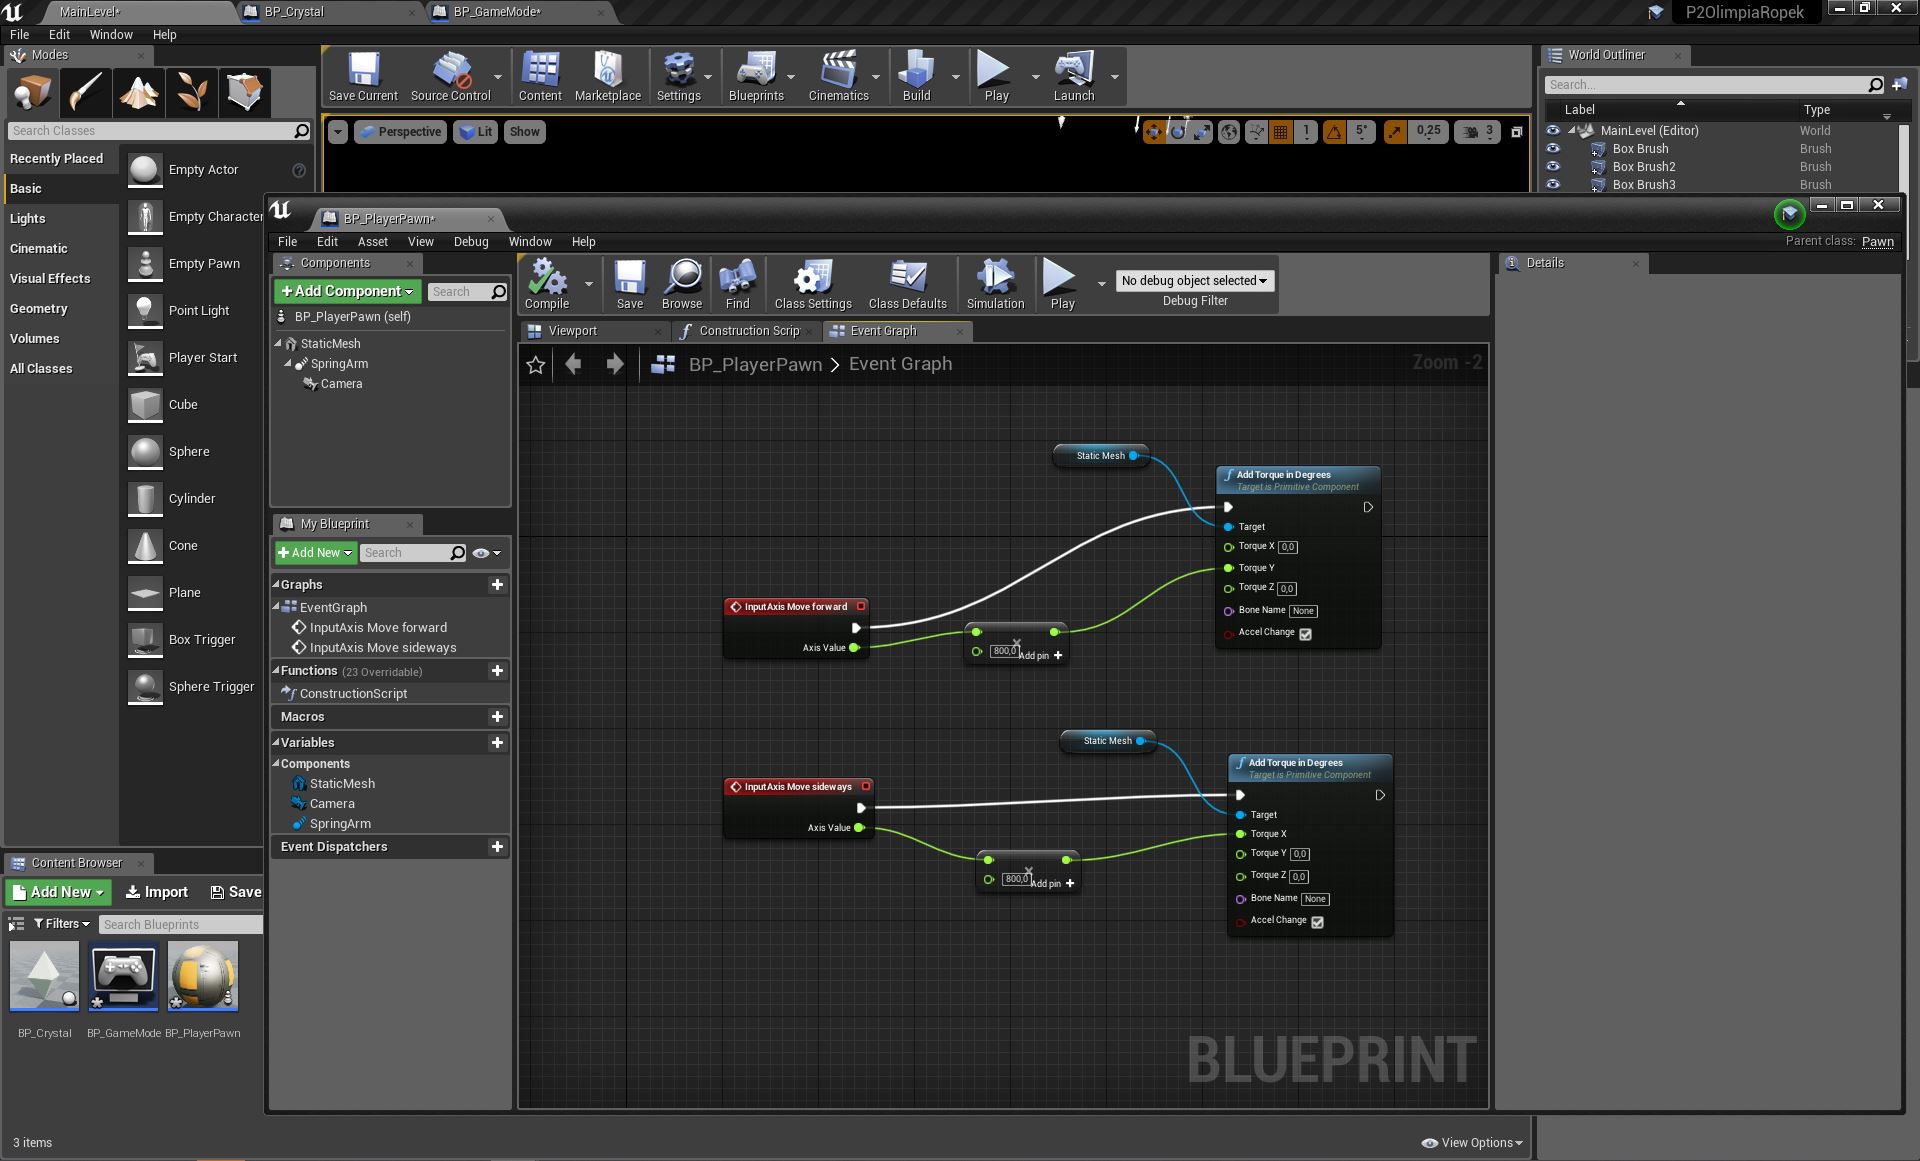 MainLevel*
BP_Crystal
BP_GameMode*
P2OlimpiaRopek
File Edit Window Help
Modes
Search Classes
Recently Placed
Basic
Lights
Cinematic
Visual Effects
Geometry
Volumes
All Classes
Empty Actor
Empty Character
Empty Pawn
Point Light
Player Start
Cube
Sphere
Cylinder
Cone
Plane
Box Trigger
Sphere Trigger
Save Current
Source Control
Content
Marketplace
Settings
Blueprints
Cinematics
Build
Play
Launch
Perspective
Lit
Show
1
5°
0,25
3
World Outliner
Search...
Label Type
MainLevel (Editor) World
Box Brush Brush
Box Brush2 Brush
Box Brush3 Brush
BP_PlayerPawn*
File Edit Asset View Debug Window Help
Parent class: Pawn
Components
+Add Component
Search
BP_PlayerPawn (self)
StaticMesh
SpringArm
Camera
My Blueprint
+Add New
Search
Graphs
EventGraph
InputAxis Move forward
InputAxis Move sideways
Functions (23 Overridable)
ConstructionScript
Macros
Variables
Components
StaticMesh
Camera
SpringArm
Event Dispatchers
Compile
Save
Browse
Find
Class Settings
Class Defaults
Simulation
Play
No debug object selected
Debug Filter
Viewport
Construction Scrip
Event Graph
BP_PlayerPawn > Event Graph
Zoom -2
Static Mesh
Add Torque in Degrees
Target is Primitive Component
Target
Torque X 0,0
Torque Y
Torque Z 0,0
Bone Name None
Accel Change
InputAxis Move forward
Axis Value
800,0
Add pin +
Static Mesh
Add Torque in Degrees
Target is Primitive Component
Target
Torque X
Torque Y 0,0
Torque Z 0,0
Bone Name None
Accel Change
InputAxis Move sideways
Axis Value
800,0
Add pin +
BLUEPRINT
Details
Content Browser
Add New
Import
Save
Filters
Search Blueprints
BP_Crystal
BP_GameMode
BP_PlayerPawn
3 items
View Options